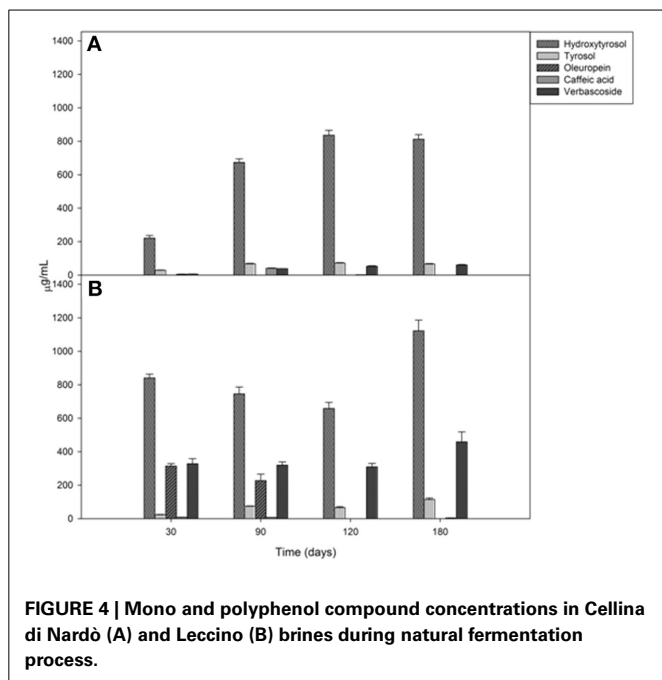 A
1400
1200
1000
800
600
400
200
0
Hydroxytyrosol
Tyrosol
Oleuropein
Caffeic acid
Verbascoside
µg/mL
B
1400
1200
1000
800
600
400
200
0
30 90 120 180
Time (days)
FIGURE 4 | Mono and polyphenol compound concentrations in Cellina
di Nardò (A) and Leccino (B) brines during natural fermentation
process.